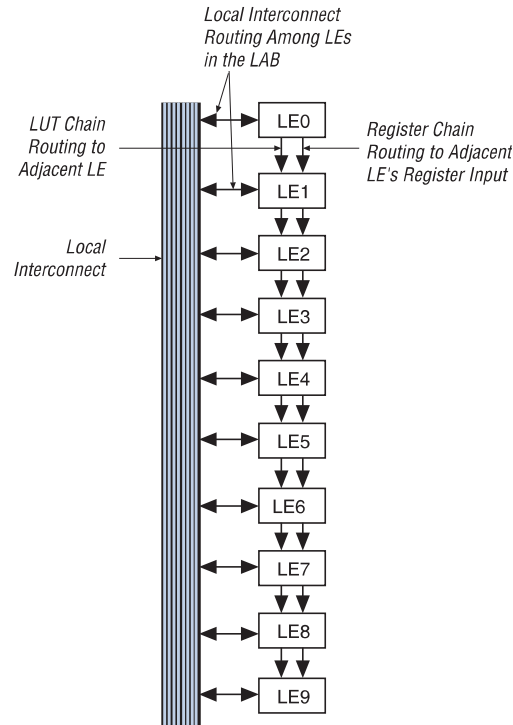 Local Interconnect
Routing Among LEs
in the LAB
LUT Chain
Routing to
Adjacent LE
Register Chain
Routing to Adjacent
LE's Register Input
Local
Interconnect
LE0
LE1
LE2
LE3
LE4
LE5
LE6
LE7
LE8
LE9